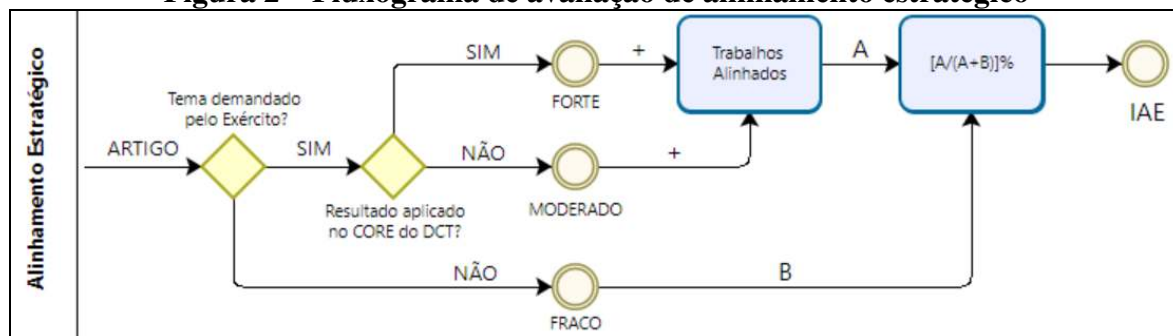 Alinhamento Estratégico
ARTIGO
Tema demandado
pelo Exército?
SIM
Resultado aplicado
no CORE do DCT?
SIM
FORTE
+
Trabalhos
Alinhados
A
[A/(A+B)]%
IAE
NÃO
MODERADO
+
NÃO
FRACO
B